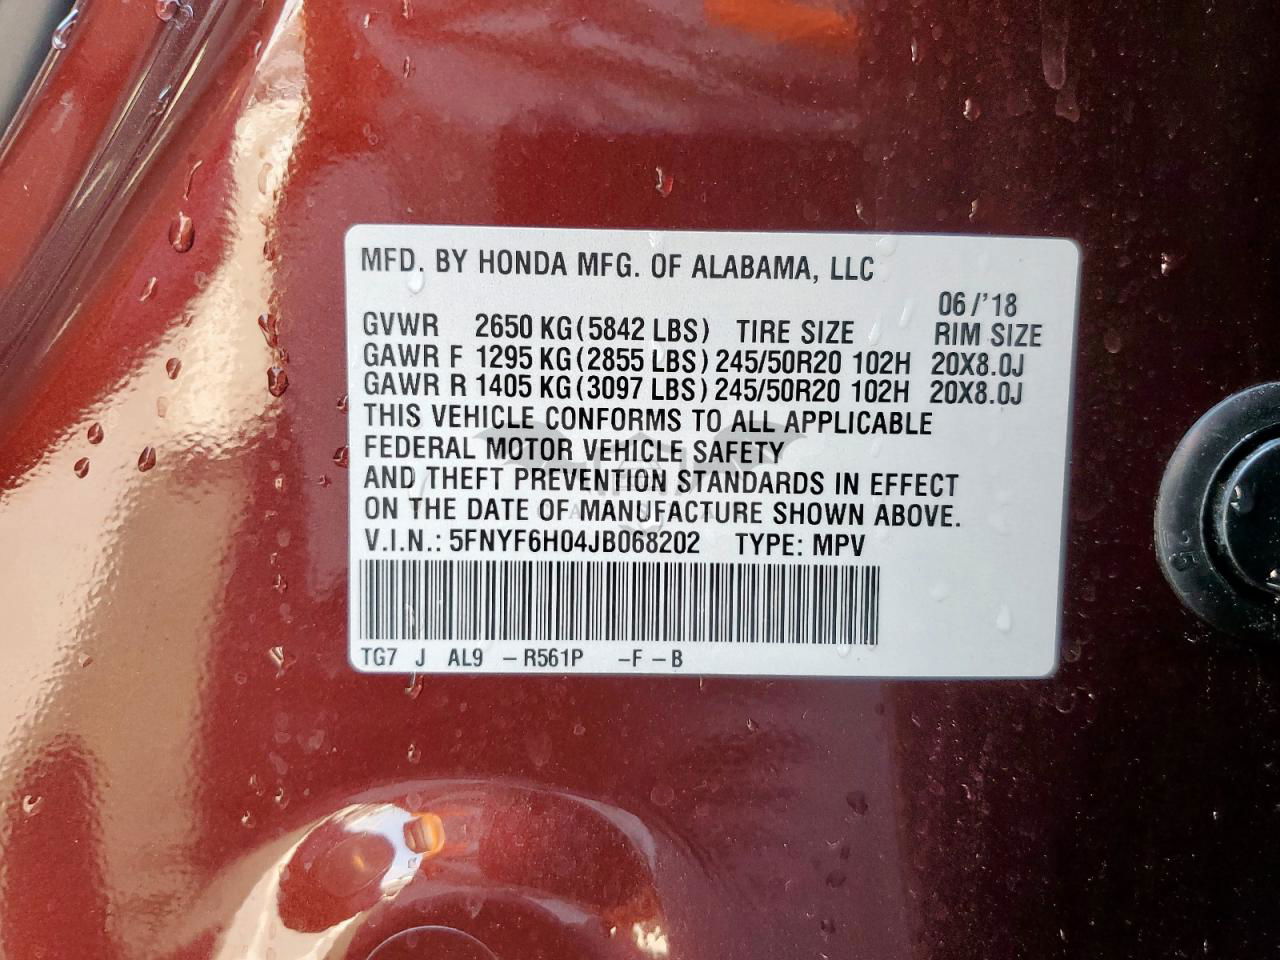 MFD. BY HONDA MFG. OF ALABAMA, LLC
06/'18
GVWR 2650 KG(5842 LBS) TIRE SIZE RIM SIZE
GAWR F 1295 KG(2855 LBS) 245/50R20 102H 20X8.0J
GAWR R 1405 KG(3097 LBS) 245/50R20 102H 20X8.0J
THIS VEHICLE CONFORMS TO ALL APPLICABLE
FEDERAL MOTOR VEHICLE SAFETY
AND THEFT PREVENTION STANDARDS IN EFFECT
ON THE DATE OF MANUFACTURE SHOWN ABOVE.
V.I.N.: 5FNYF6H04JB068202 TYPE: MPV
TG7 J AL9 -R561P -F-B
25